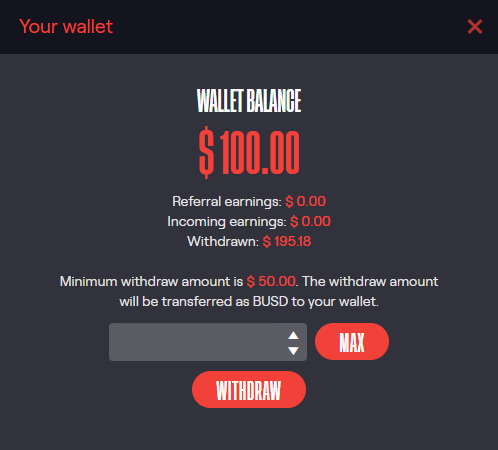 Your wallet
WALLET BALANCE
$ 100.00
Referral earnings: $ 0.00
Incoming earnings: $ 0.00
Withdrawn: $ 195.18
Minimum withdraw amount is $ 50.00. The withdraw amount
will be transferred as BUSD to your wallet.
MAX
WITHDRAW